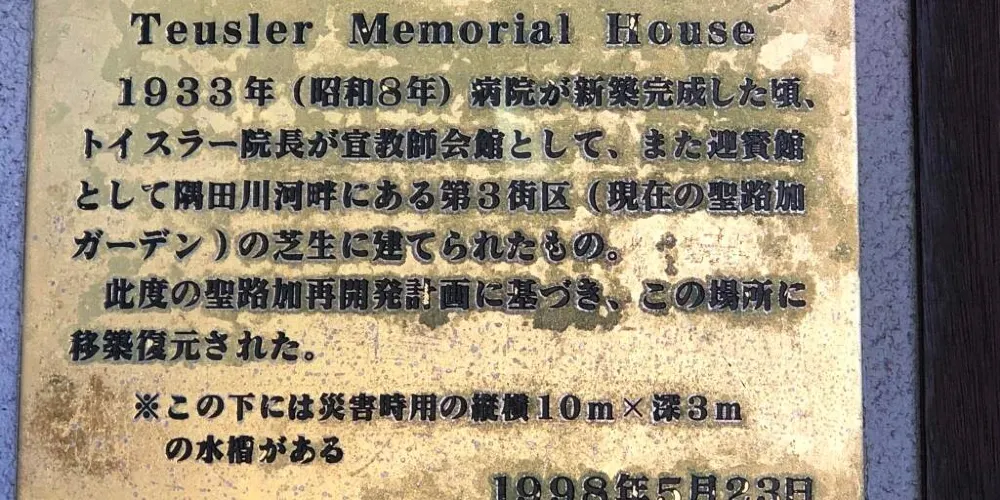 Teusler Memorial House
1933年（昭和8年）病院が新築完成した頃、
トイスラー院長が宣教師会館として、また迎賓館
として隅田川河畔にある第3街区（現在の聖路加
ガーデン）の芝生に建てられたもの。
此度の聖路加再開発計画に基づき、この場所に
移築復元された。
※この下には災害時用の縦横10m×深3m
の水槽がある
1998年5月23日